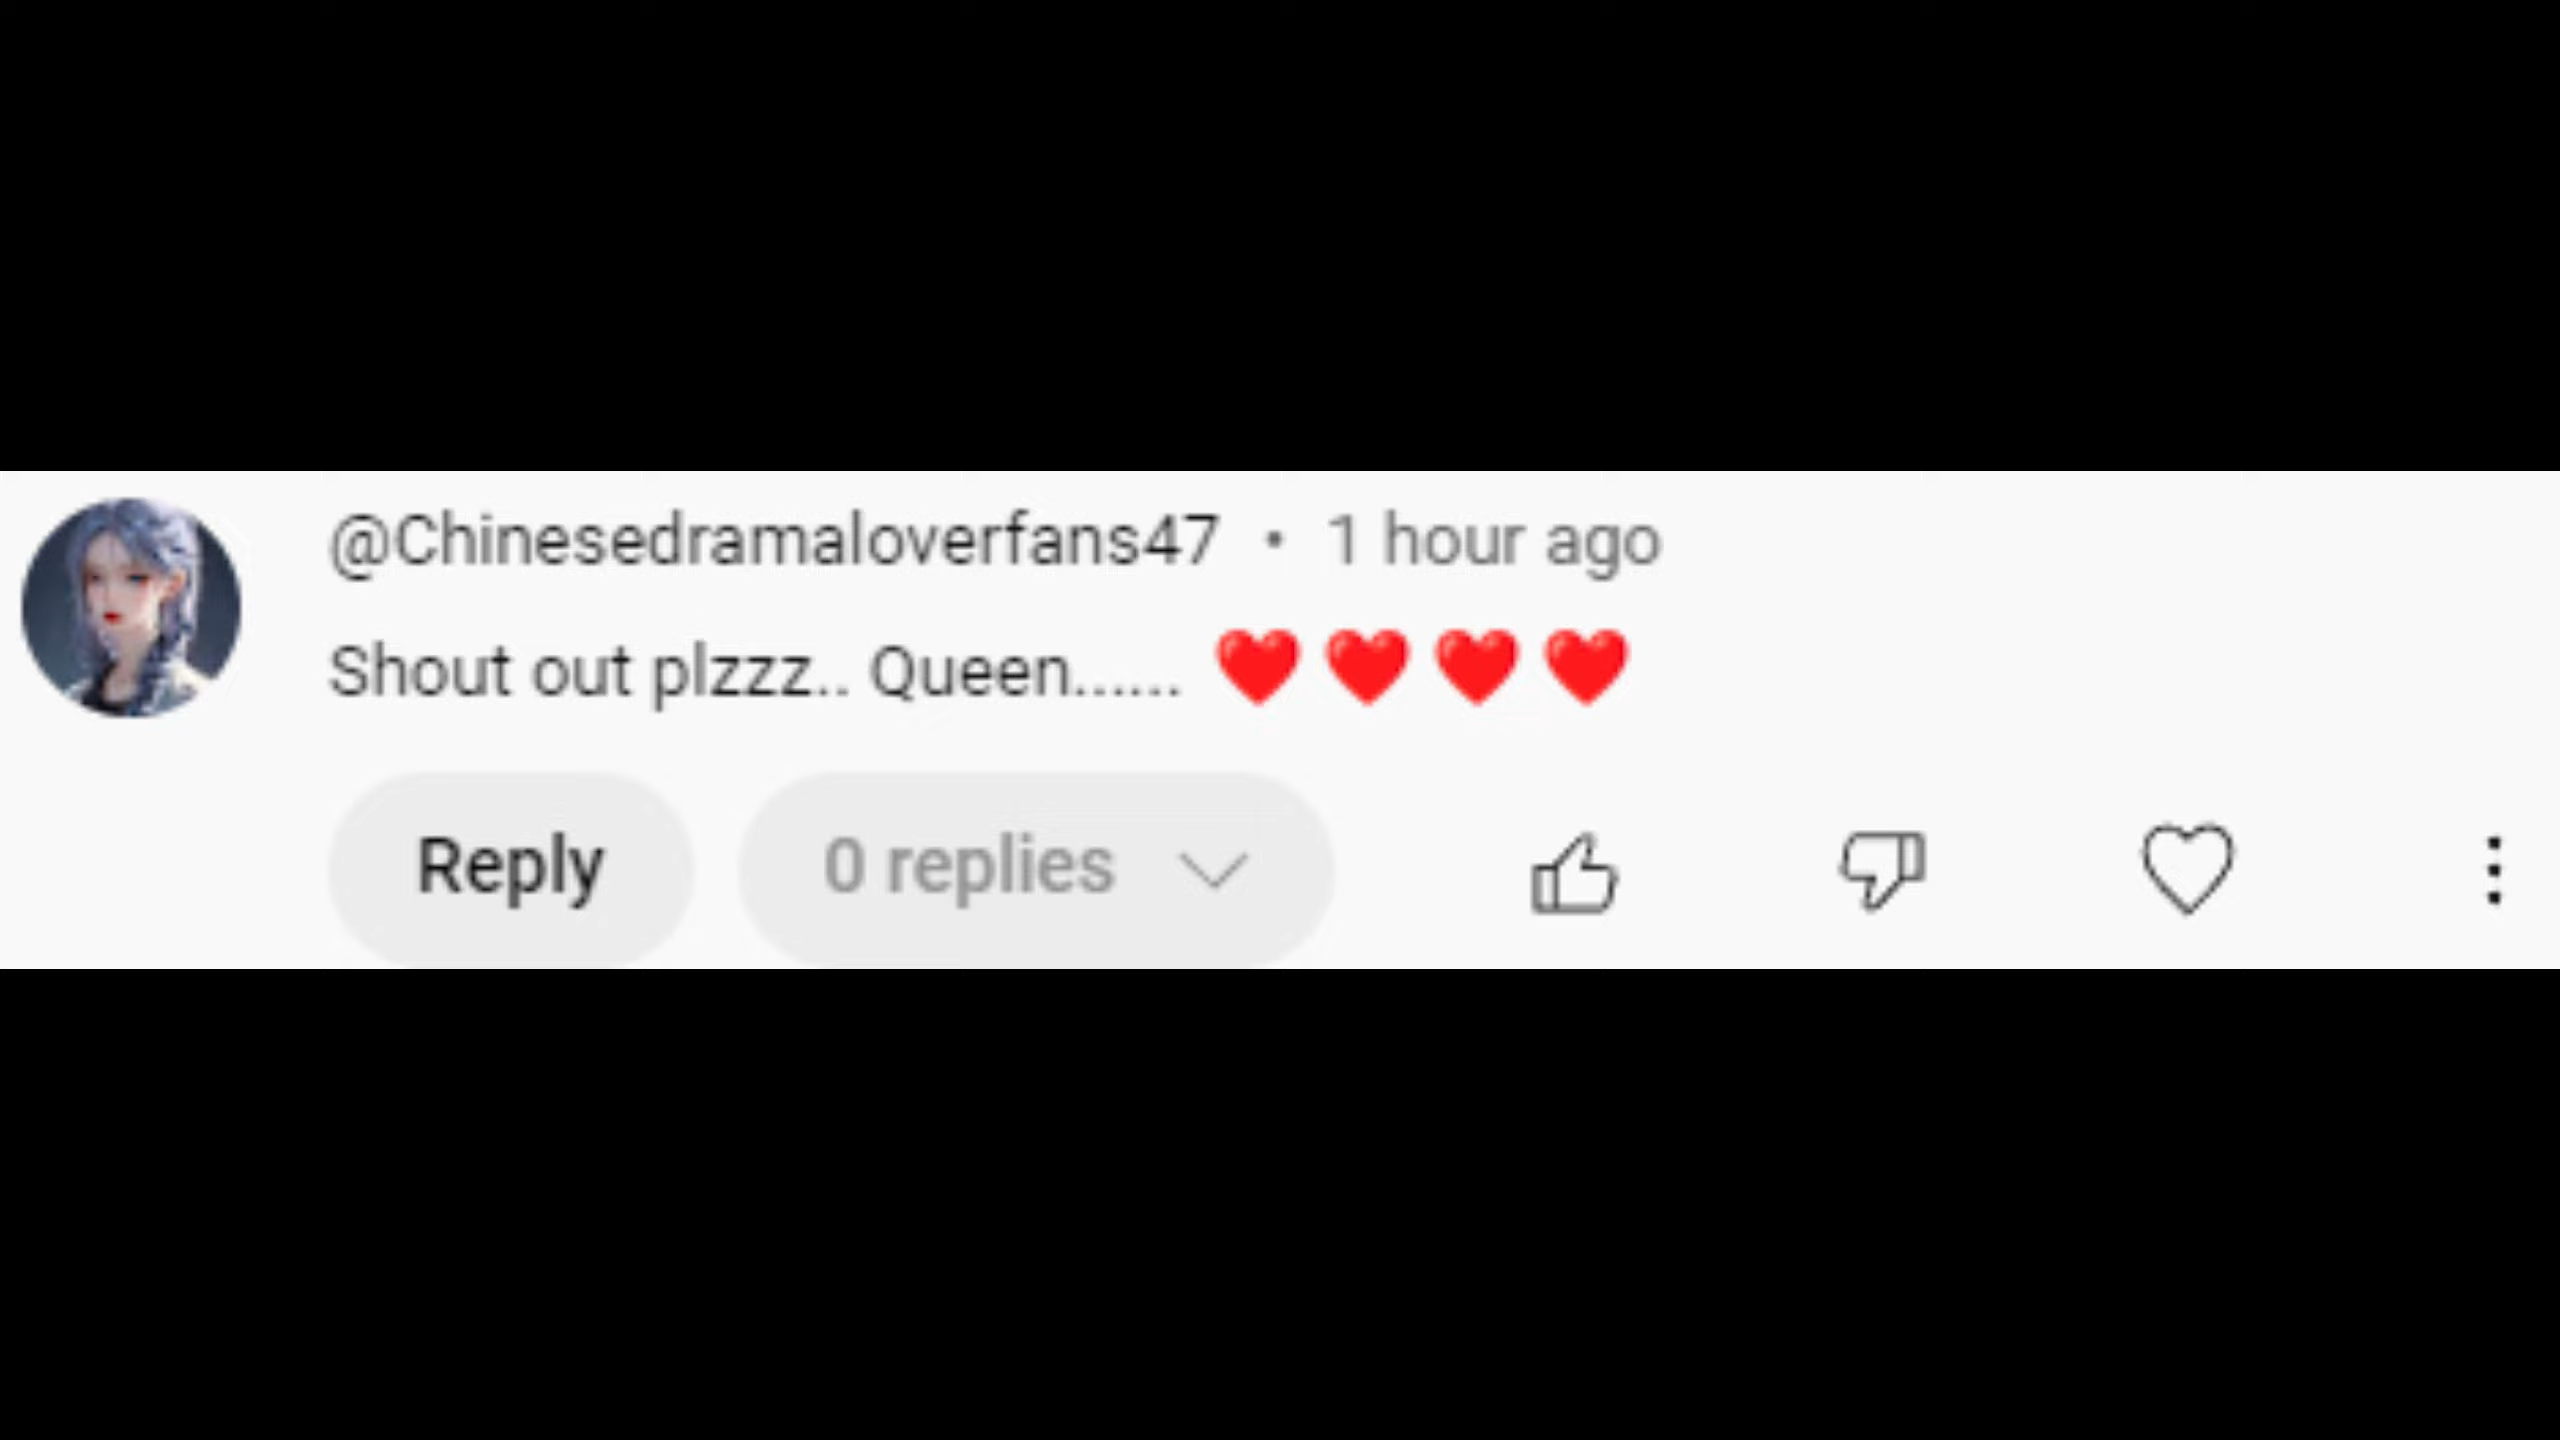 @Chinesedramaloverfans47 • 1 hour ago
Shout out plzzz.. Queen...... ❤️❤️❤️❤️
Reply 0 replies